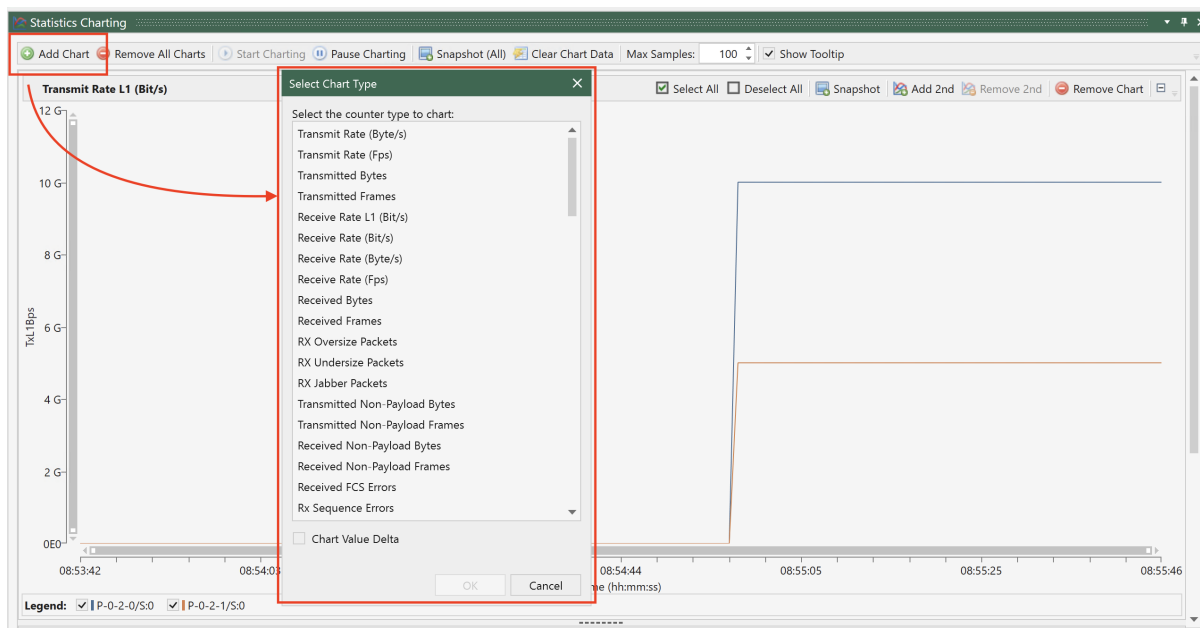 Statistics Charting
Add Chart Remove All Charts Start Charting Pause Charting Snapshot (All) Clear Chart Data Max Samples: 100 Show Tooltip
Transmit Rate L1 (Bit/s)
Select All Deselect All Snapshot Add 2nd Remove 2nd Remove Chart
Select Chart Type
Select the counter type to chart:
Transmit Rate (Byte/s)
Transmit Rate (Fps)
Transmitted Bytes
Transmitted Frames
Receive Rate L1 (Bit/s)
Receive Rate (Bit/s)
Receive Rate (Byte/s)
Receive Rate (Fps)
Received Bytes
Received Frames
RX Oversize Packets
RX Undersize Packets
RX Jabber Packets
Transmitted Non-Payload Bytes
Transmitted Non-Payload Frames
Received Non-Payload Bytes
Received Non-Payload Frames
Received FCS Errors
Rx Sequence Errors
Chart Value Delta
OK Cancel
12 G
10 G
8 G
6 G
4 G
2 G
0E0
TxL1Bps
08:53:42 08:54:03 08:54:44 08:55:05 08:55:25 08:55:46
(hh:mm:ss)
Legend: P-0-2-0/S:0 P-0-2-1/S:0